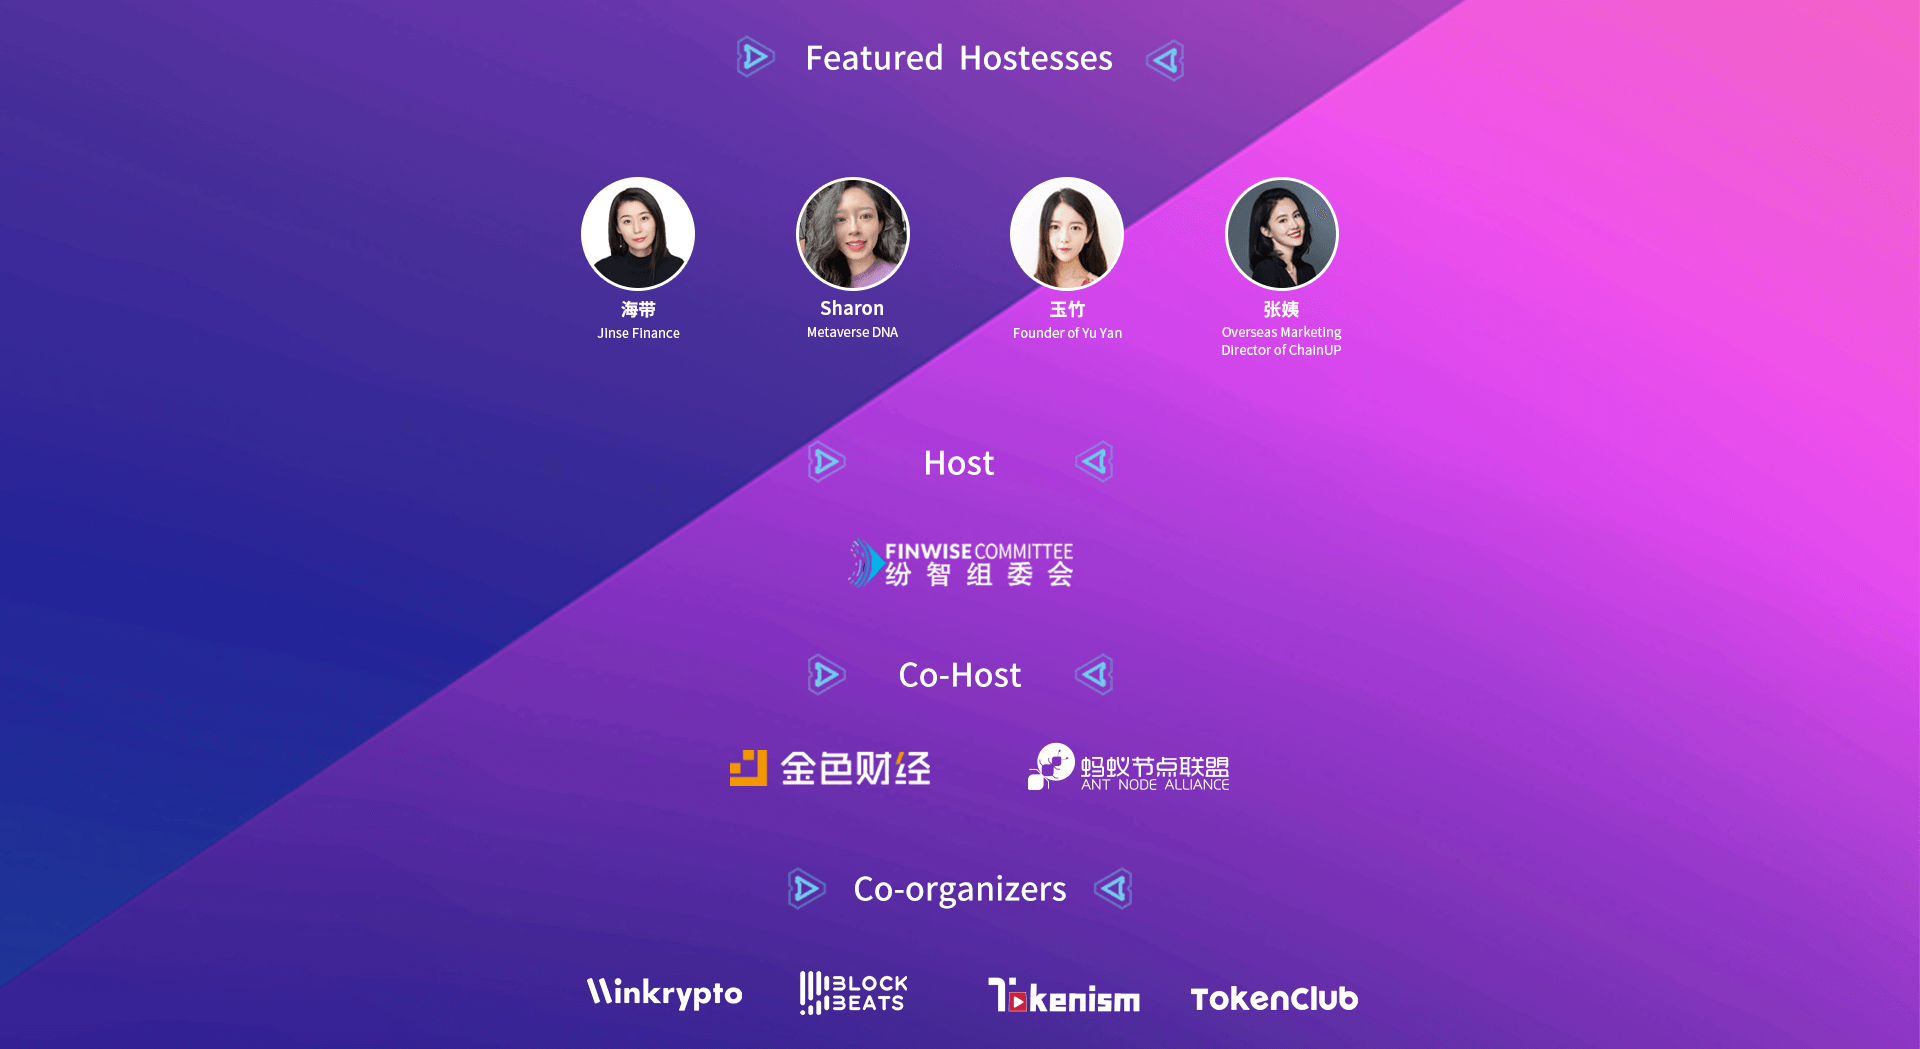 Featured Hostesses
海带
Jinse Finance
Sharon
Metaverse DNA
玉竹
Founder of Yu Yan
张姨
Overseas Marketing
Director of ChainUP
Host
FINWISE COMMITTEE
纷智组委会
Co-Host
金色财经
蚂蚁节点联盟
ANT NODE ALLIANCE
Co-organizers
Winkrypto
BLOCK
BEATS
Tokenism
TokenClub